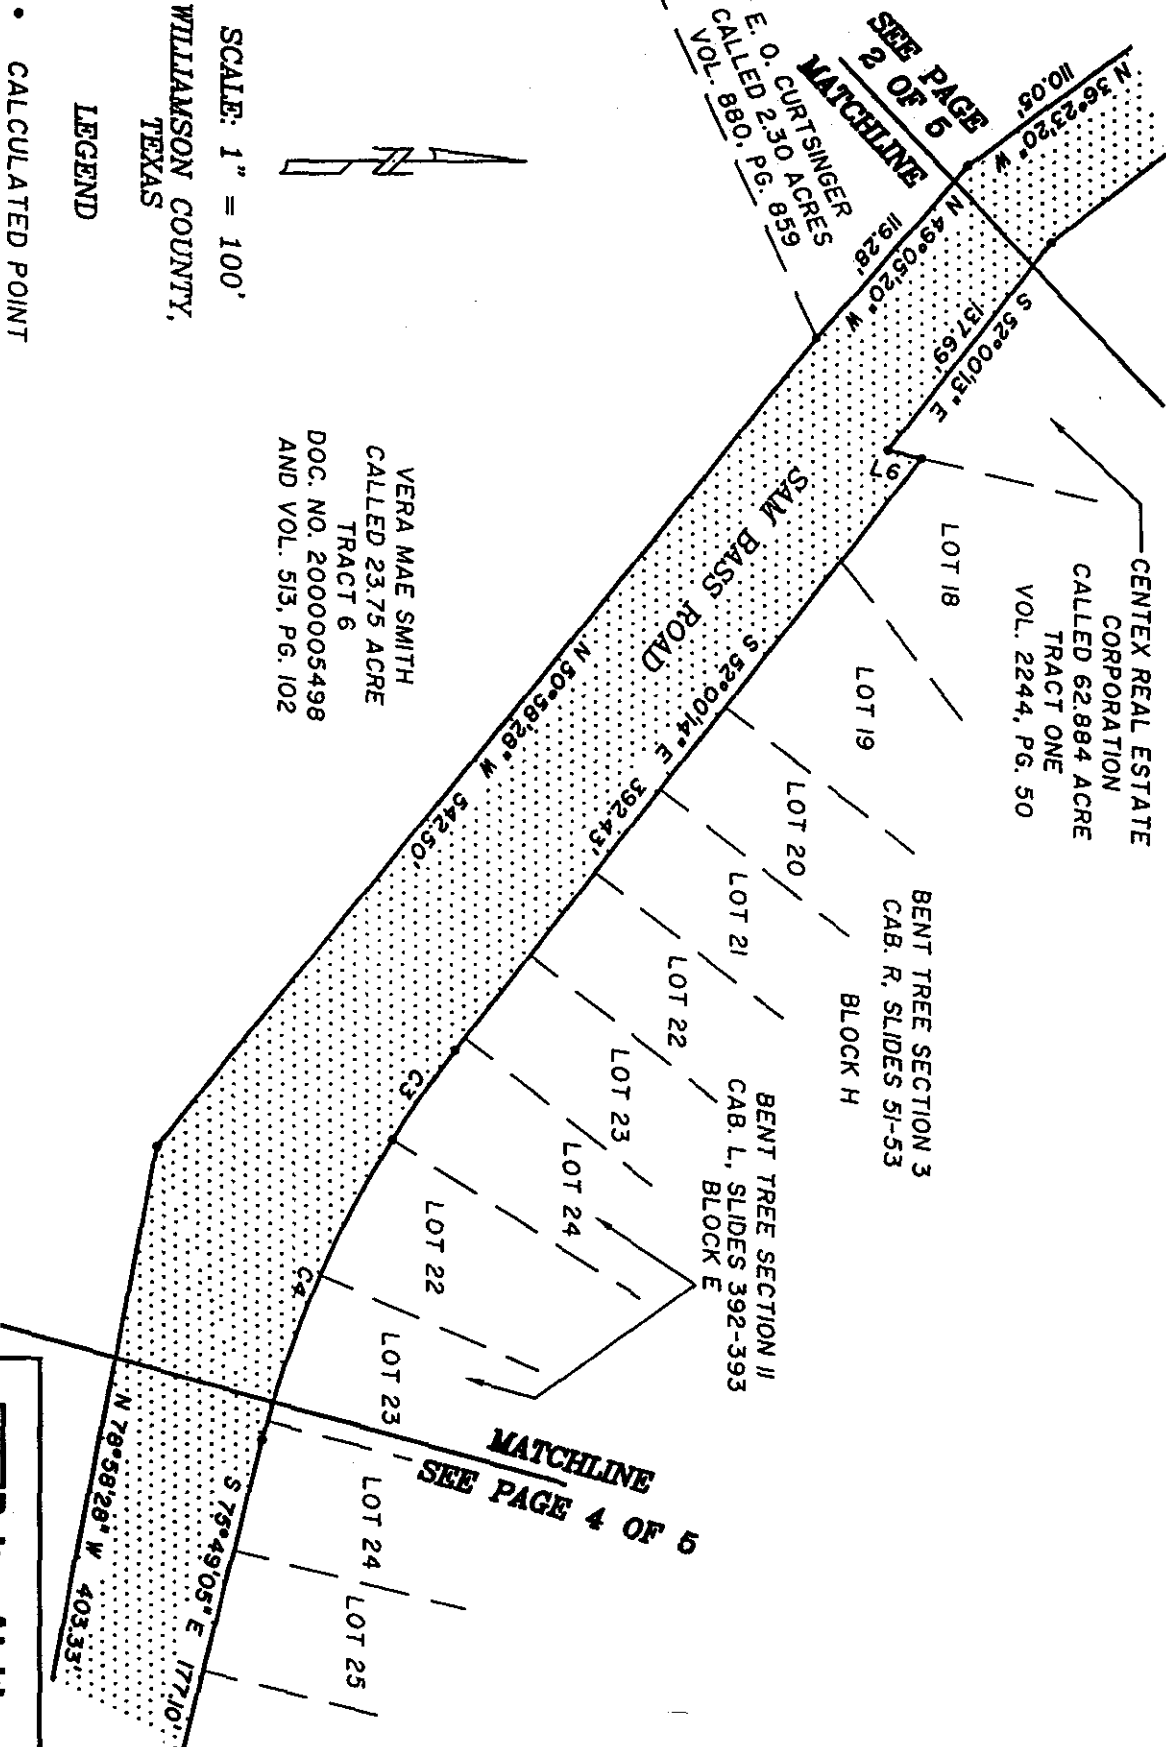 CENTEX REAL ESTATE
CORPORATION
CALLED 62.884 ACRE
TRACT ONE
VOL. 2244, PG. 50
BENT TREE SECTION 3
CAB. R, SLIDES 51-53
BLOCK H
BENT TREE SECTION II
CAB. L, SLIDES 392-393
BLOCK E
SEE PAGE
2 OF 5
MATCHLINE
N 36°23'20" W
110.05'
E. O. CURTSINGER
CALLED 2.30 ACRES
VOL. 880, PG. 859
N 49°05'20" W
119.28'
S 52°00'13" E
137.69'
L9
LOT 18
LOT 19
LOT 20
LOT 21
LOT 22
LOT 23
LOT 24
LOT 22
LOT 23
LOT 24
LOT 25
SAM BASS ROAD
S 52°00'14" E 392.43'
N 50°58'28" W 542.50'
C3
C4
MATCHLINE
SEE PAGE 4 OF 5
S 75°49'05" E 177.10'
N 78°58'28" W 403.33'
VERA MAE SMITH
CALLED 23.75 ACRE
TRACT 6
DOC. NO. 2000005498
AND VOL. 513, PG. 102
SCALE: 1" = 100'
WILLIAMSON COUNTY,
TEXAS
LEGEND
• CALCULATED POINT